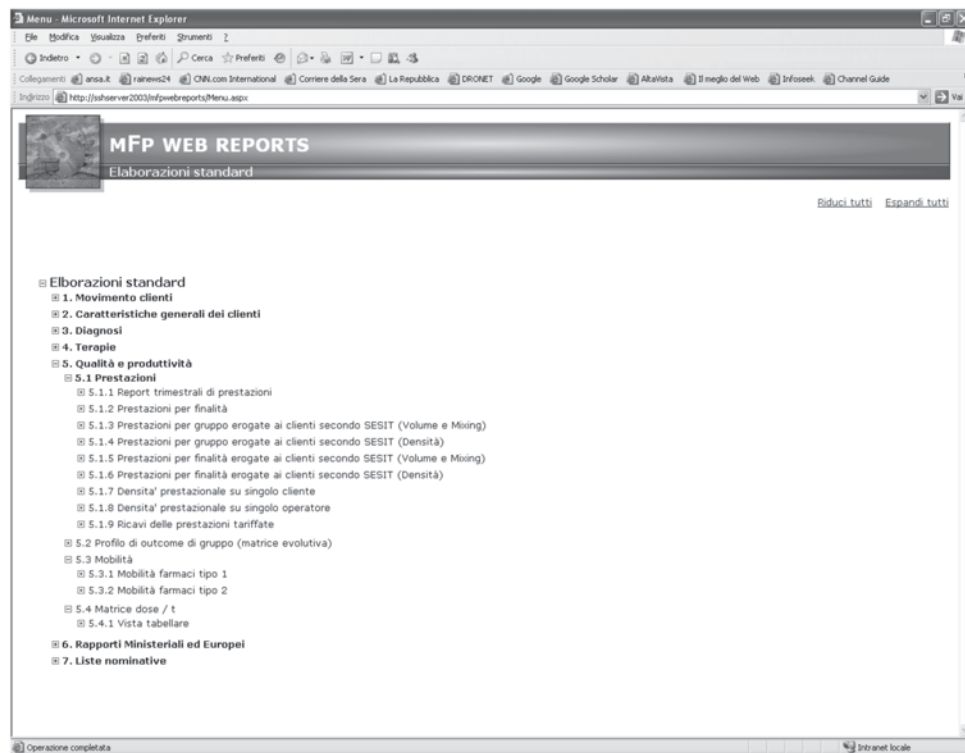 Menu - Microsoft Internet Explorer
File Modifica Visualizza Preferiti Strumenti ?
Indietro Cerca Preferiti
Collegamenti ansa.it rainews24 CNN.com International Corriere della Sera La Repubblica DRONET Google Google Scholar AltaVista Il meglio del Web Infoseek Channel Guide
Indirizzo http://sshserver2003/mfpwebreports/Menu.aspx Vai
MFP WEB REPORTS
Elaborazioni standard
Riduci tutti Espandi tutti
Elborazioni standard
1. Movimento clienti
2. Caratteristiche generali dei clienti
3. Diagnosi
4. Terapie
5. Qualità e produttività
5.1 Prestazioni
5.1.1 Report trimestrali di prestazioni
5.1.2 Prestazioni per finalità
5.1.3 Prestazioni per gruppo erogate ai clienti secondo SESIT (Volume e Mixing)
5.1.4 Prestazioni per gruppo erogate ai clienti secondo SESIT (Densità)
5.1.5 Prestazioni per finalità erogate ai clienti secondo SESIT (Volume e Mixing)
5.1.6 Prestazioni per finalità erogate ai clienti secondo SESIT (Densità)
5.1.7 Densita' prestazionale su singolo cliente
5.1.8 Densita' prestazionale su singolo operatore
5.1.9 Ricavi delle prestazioni tariffate
5.2 Profilo di outcome di gruppo (matrice evolutiva)
5.3 Mobilità
5.3.1 Mobilità farmaci tipo 1
5.3.2 Mobilità farmaci tipo 2
5.4 Matrice dose / t
5.4.1 Vista tabellare
6. Rapporti Ministeriali ed Europei
7. Liste nominative
Operazione completata Intranet locale